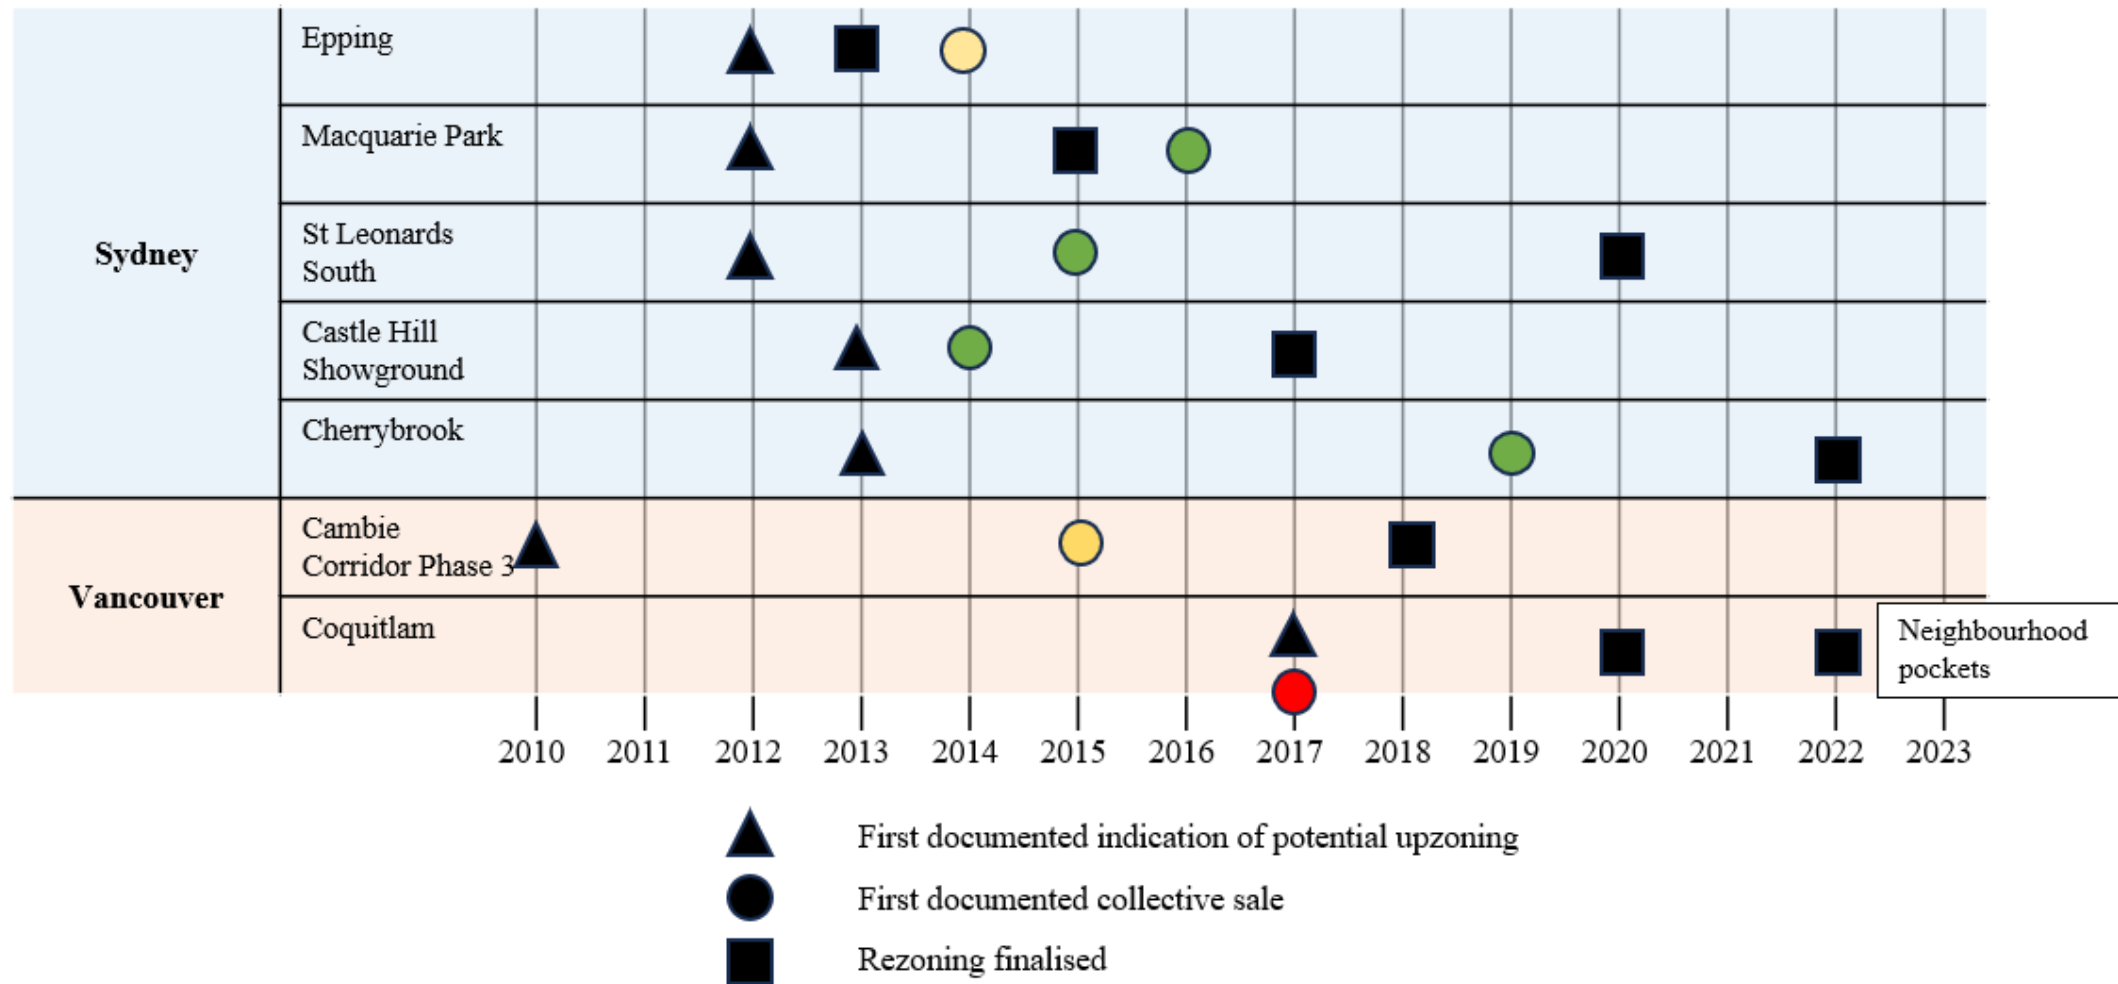 Sydney
Epping
Macquarie Park
St Leonards
South
Castle Hill
Showground
Cherrybrook
Vancouver
Cambie
Corridor Phase 3
Coquitlam
Neighbourhood
pockets
2010 2011 2012 2013 2014 2015 2016 2017 2018 2019 2020 2021 2022 2023
First documented indication of potential upzoning
First documented collective sale
Rezoning finalised